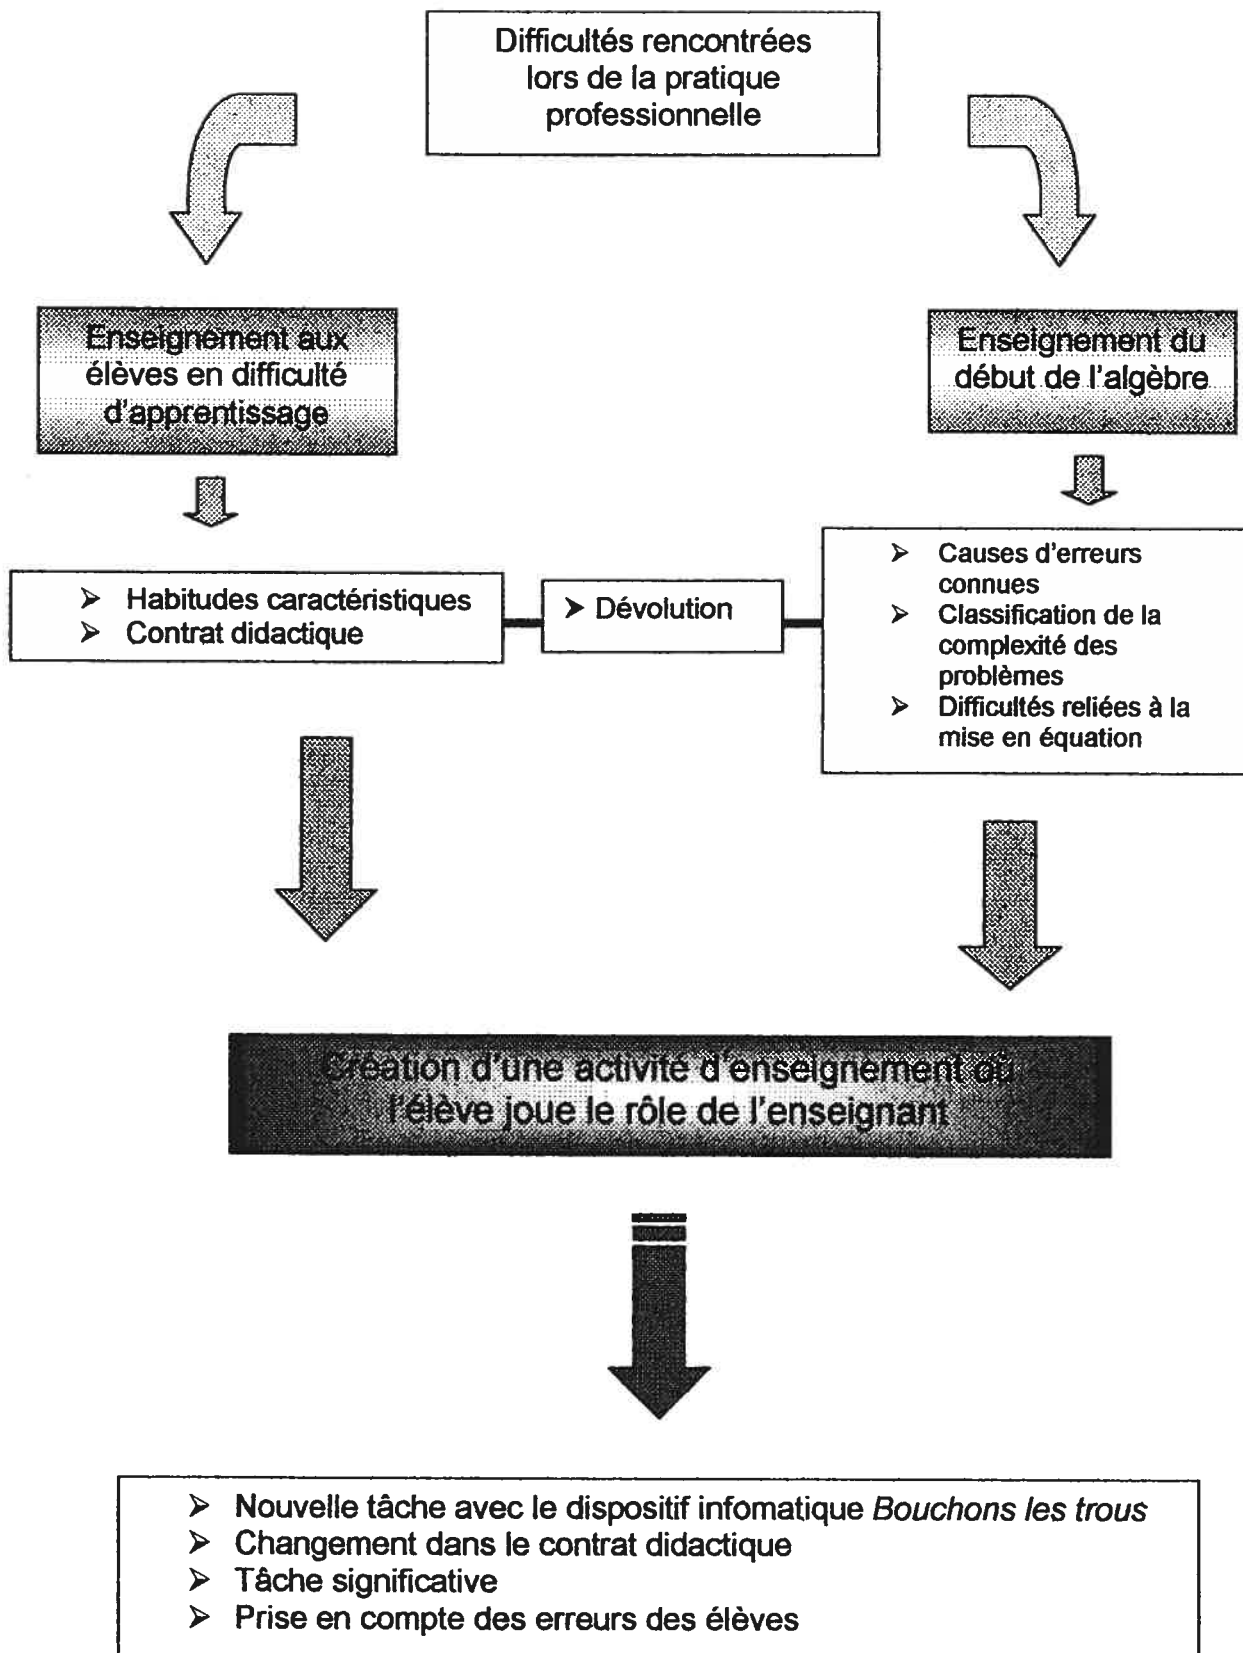 Difficultés rencontrées
lors de la pratique
professionnelle
Enseignement aux
élèves en difficulté
d'apprentissage
Enseignement du
début de l'algèbre
➢ Habitudes caractéristiques
➢ Contrat didactique
➢ Dévolution
➢ Causes d'erreurs
connues
➢ Classification de la
complexité des
problèmes
➢ Difficultés reliées à la
mise en équation
Création d'une activité d'enseignement où
l'élève joue le rôle de l'enseignant
➢ Nouvelle tâche avec le dispositif infomatique Bouchons les trous
➢ Changement dans le contrat didactique
➢ Tâche significative
➢ Prise en compte des erreurs des élèves